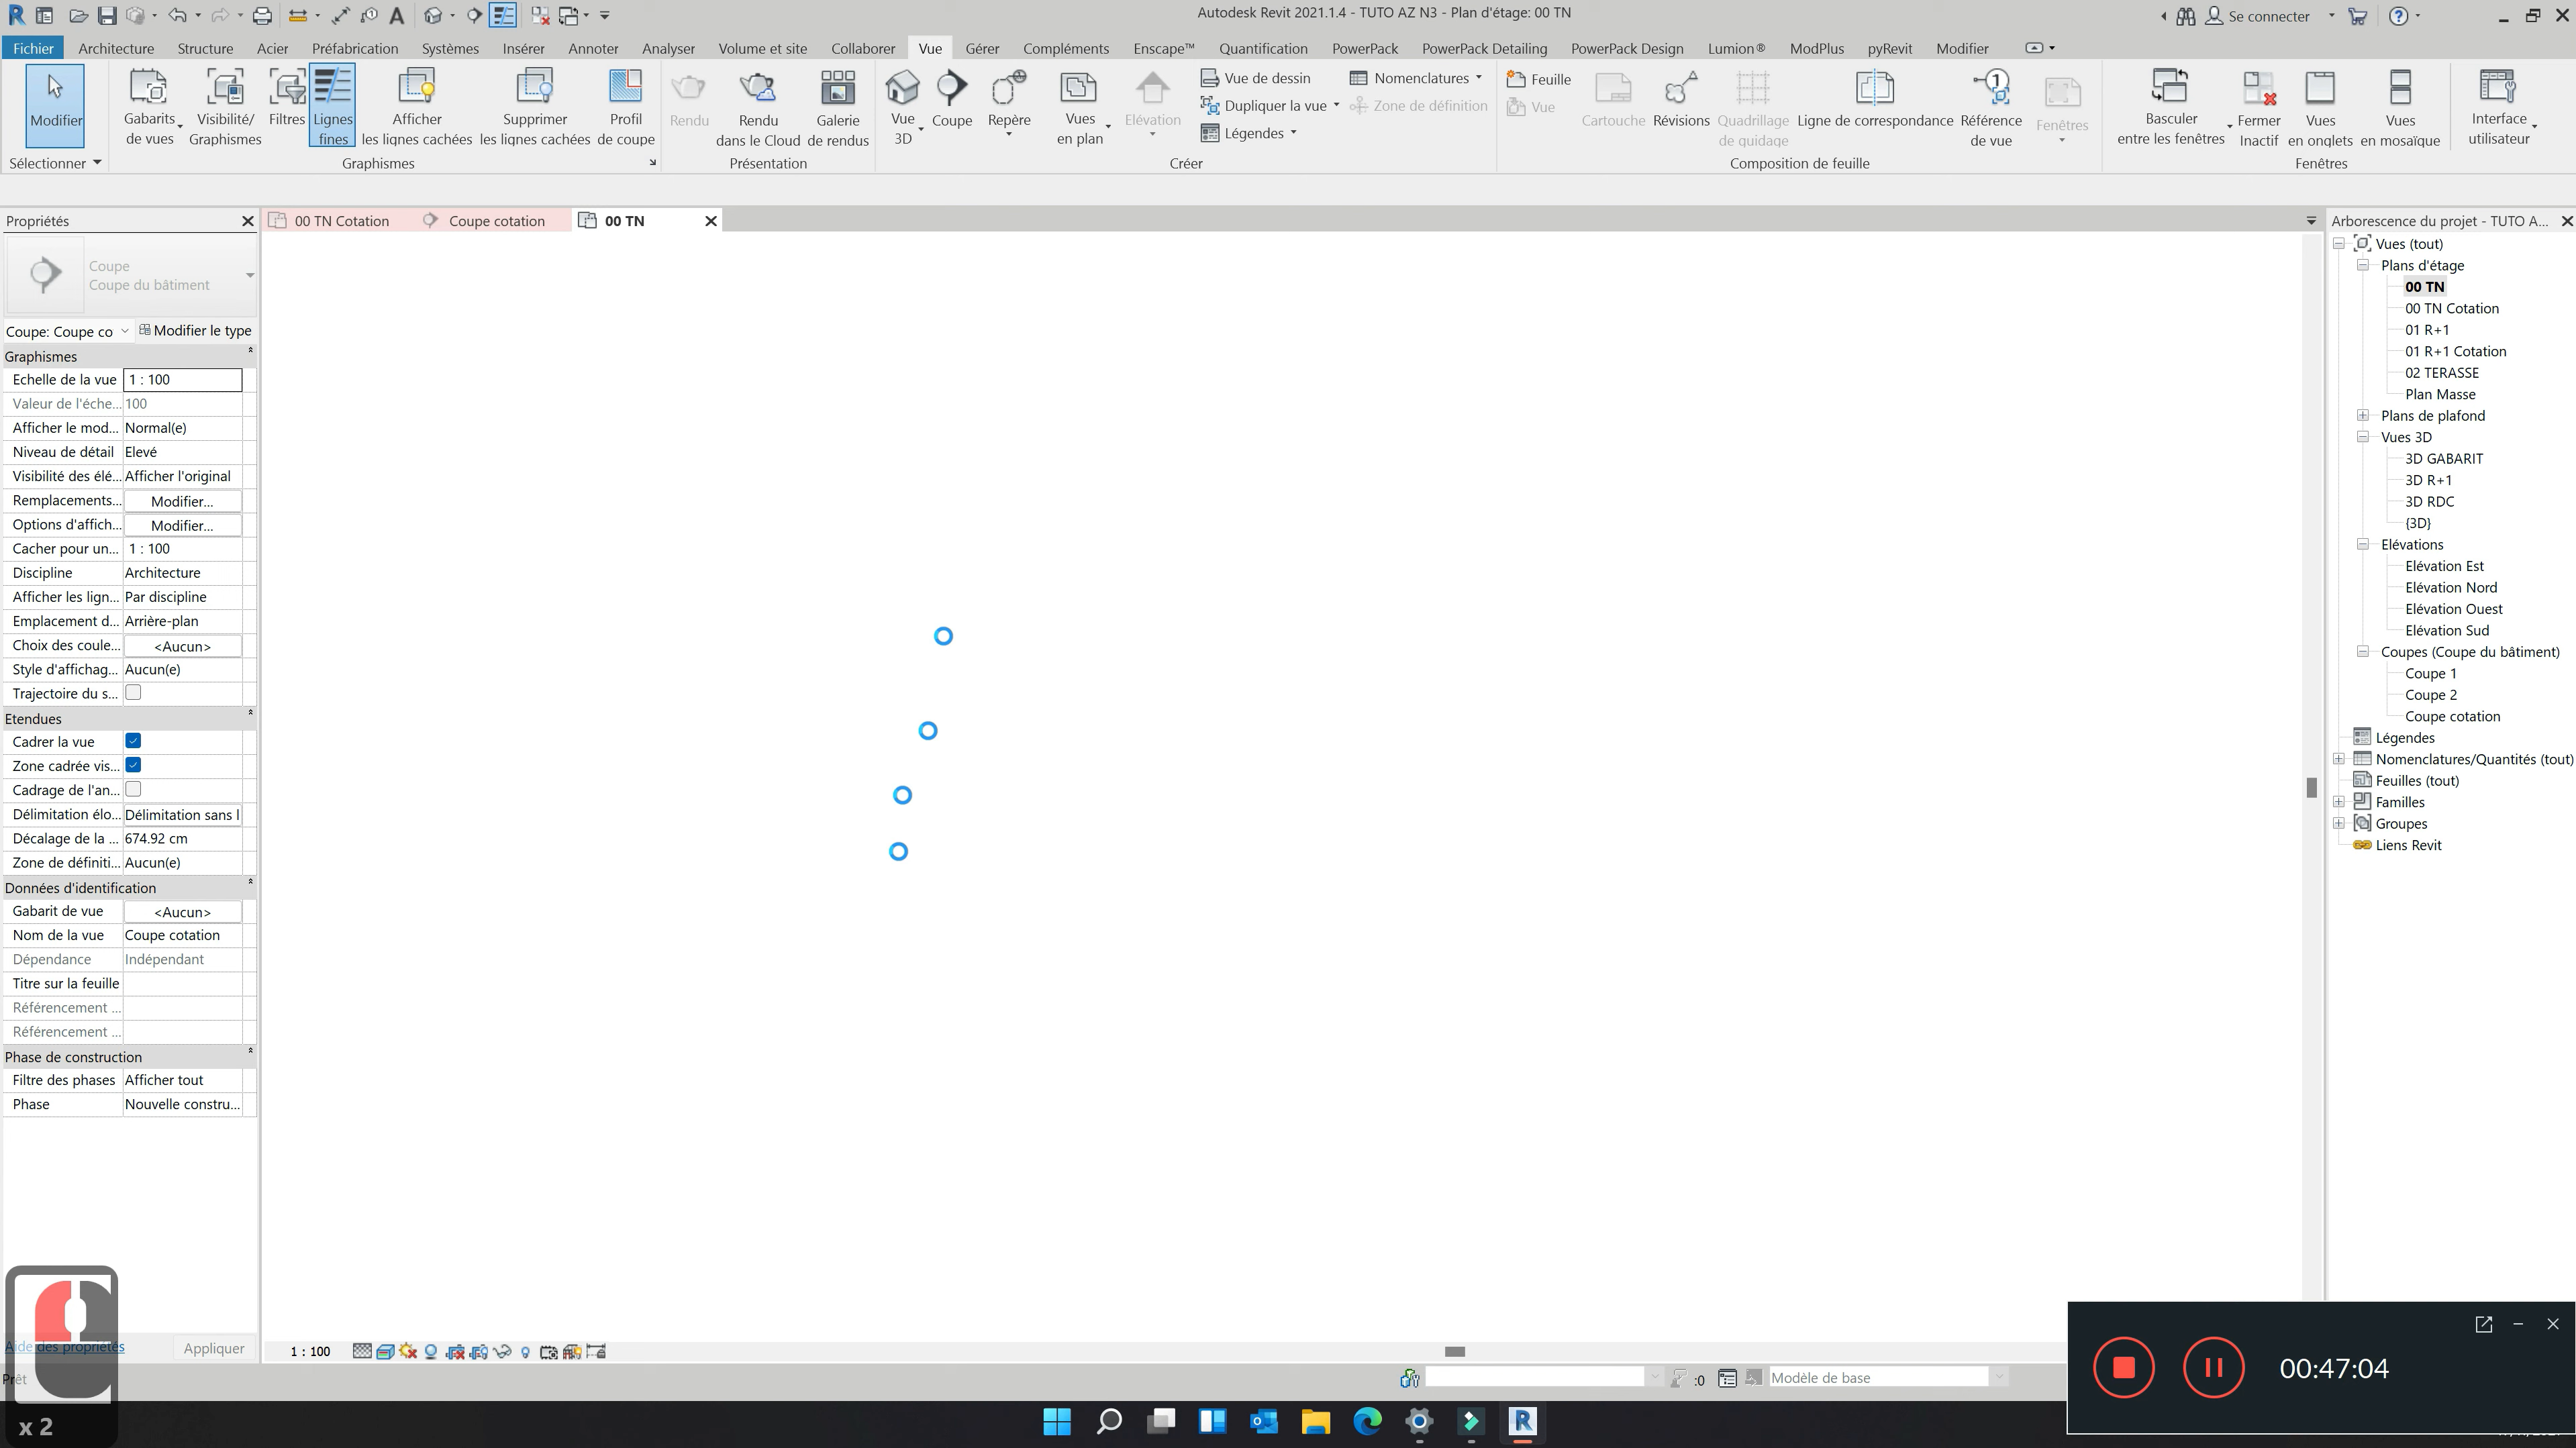 Autodesk Revit 2021.1.4 - TUTO AZ N3 - Plan d'étage: 00 TN
Se connecter
Fichier Architecture Structure Acier Préfabrication Systèmes Insérer Annoter Analyser Volume et site Collaborer Vue Gérer Compléments Enscape™ Quantification PowerPack PowerPack Detailing PowerPack Design Lumion® ModPlus pyRevit Modifier
Modifier
Gabarits de vues
Visibilité/ Graphismes
Filtres
Lignes fines
Afficher les lignes cachées
Supprimer les lignes cachées
Profil de coupe
Rendu
Rendu dans le Cloud
Galerie de rendus
Vue 3D
Coupe
Repère
Vues en plan
Elévation
Vue de dessin
Dupliquer la vue
Légendes
Nomenclatures
Zone de définition
Feuille
Vue
Cartouche
Révisions
Quadrillage de guidage
Ligne de correspondance
Référence de vue
Fenêtres
Basculer entre les fenêtres
Fermer Inactif
Vues en onglets
Vues en mosaïque
Interface utilisateur
Sélectionner
Graphismes
Présentation
Créer
Composition de feuille
Fenêtres
Propriétés
00 TN Cotation
Coupe cotation
00 TN
Arborescence du projet - TUTO A...
Coupe
Coupe du bâtiment
Coupe: Coupe co
Modifier le type
Graphismes
Echelle de la vue 1 : 100
Valeur de l'éche... 100
Afficher le mod... Normal(e)
Niveau de détail Elevé
Visibilité des élé... Afficher l'original
Remplacements... Modifier...
Options d'affich... Modifier...
Cacher pour un... 1 : 100
Discipline Architecture
Afficher les lign... Par discipline
Emplacement d... Arrière-plan
Choix des coule... <Aucun>
Style d'affichag... Aucun(e)
Trajectoire du s...
Etendues
Cadrer la vue
Zone cadrée vis...
Cadrage de l'an...
Délimitation élo... Délimitation sans l
Décalage de la ... 674.92 cm
Zone de définiti... Aucun(e)
Données d'identification
Gabarit de vue <Aucun>
Nom de la vue Coupe cotation
Dépendance Indépendant
Titre sur la feuille
Référencement ...
Référencement ...
Phase de construction
Filtre des phases Afficher tout
Phase Nouvelle constru...
Aide des propriétés
Appliquer
Prêt
x 2
Vues (tout)
Plans d'étage
00 TN
00 TN Cotation
01 R+1
01 R+1 Cotation
02 TERASSE
Plan Masse
Plans de plafond
Vues 3D
3D GABARIT
3D R+1
3D RDC
{3D}
Elévations
Elévation Est
Elévation Nord
Elévation Ouest
Elévation Sud
Coupes (Coupe du bâtiment)
Coupe 1
Coupe 2
Coupe cotation
Légendes
Nomenclatures/Quantités (tout)
Feuilles (tout)
Familles
Groupes
Liens Revit
1 : 100
:0
Modèle de base
00:47:04